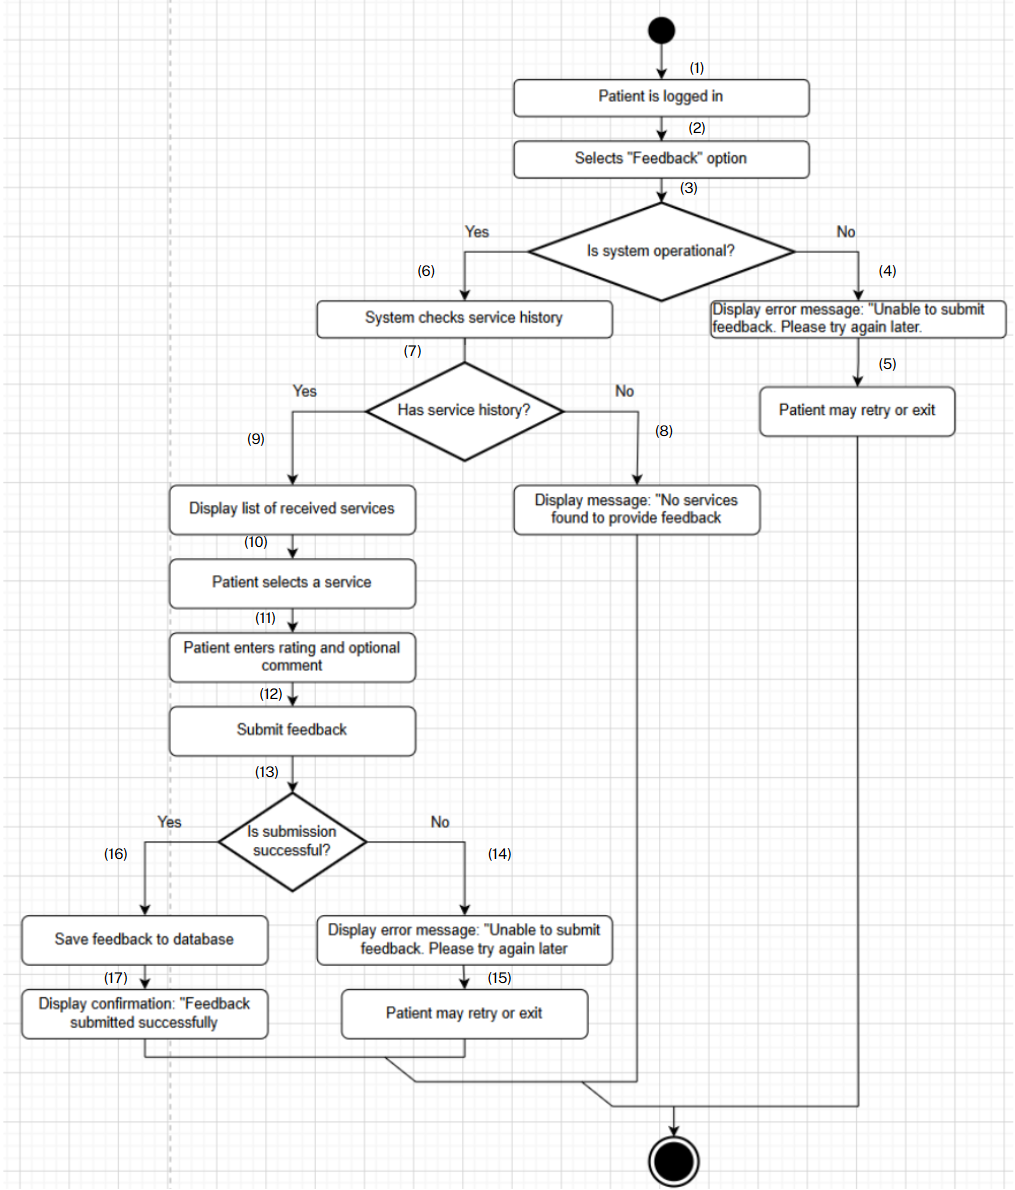 (1)
Patient is logged in
(2)
Selects "Feedback" option
(3)
Is system operational?
Yes
No
(6)
(4)
System checks service history
Display error message: "Unable to submit
feedback. Please try again later.
(7)
(5)
Has service history?
Yes
No
Patient may retry or exit
(9)
(8)
Display list of received services
Display message: "No services
found to provide feedback
(10)
Patient selects a service
(11)
Patient enters rating and optional
comment
(12)
Submit feedback
(13)
Is submission
successful?
Yes
No
(16)
(14)
Save feedback to database
Display error message: "Unable to submit
feedback. Please try again later
(17)
(15)
Display confirmation: "Feedback
submitted successfully
Patient may retry or exit